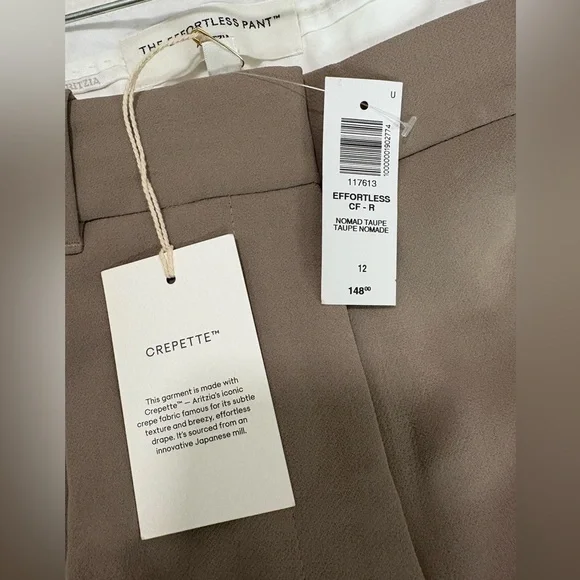 THE EFFORTLESS PANT™
ARITZIA
U
10000001902774
117613
EFFORTLESS
CF - R
NOMAD TAUPE
TAUPE NOMADE
12
148⁰⁰
CREPETTE™
This garment is made with
Crepette™ — Aritzia's iconic
crepe fabric famous for its subtle
texture and breezy, effortless
drape. It's sourced from an
innovative Japanese mill.